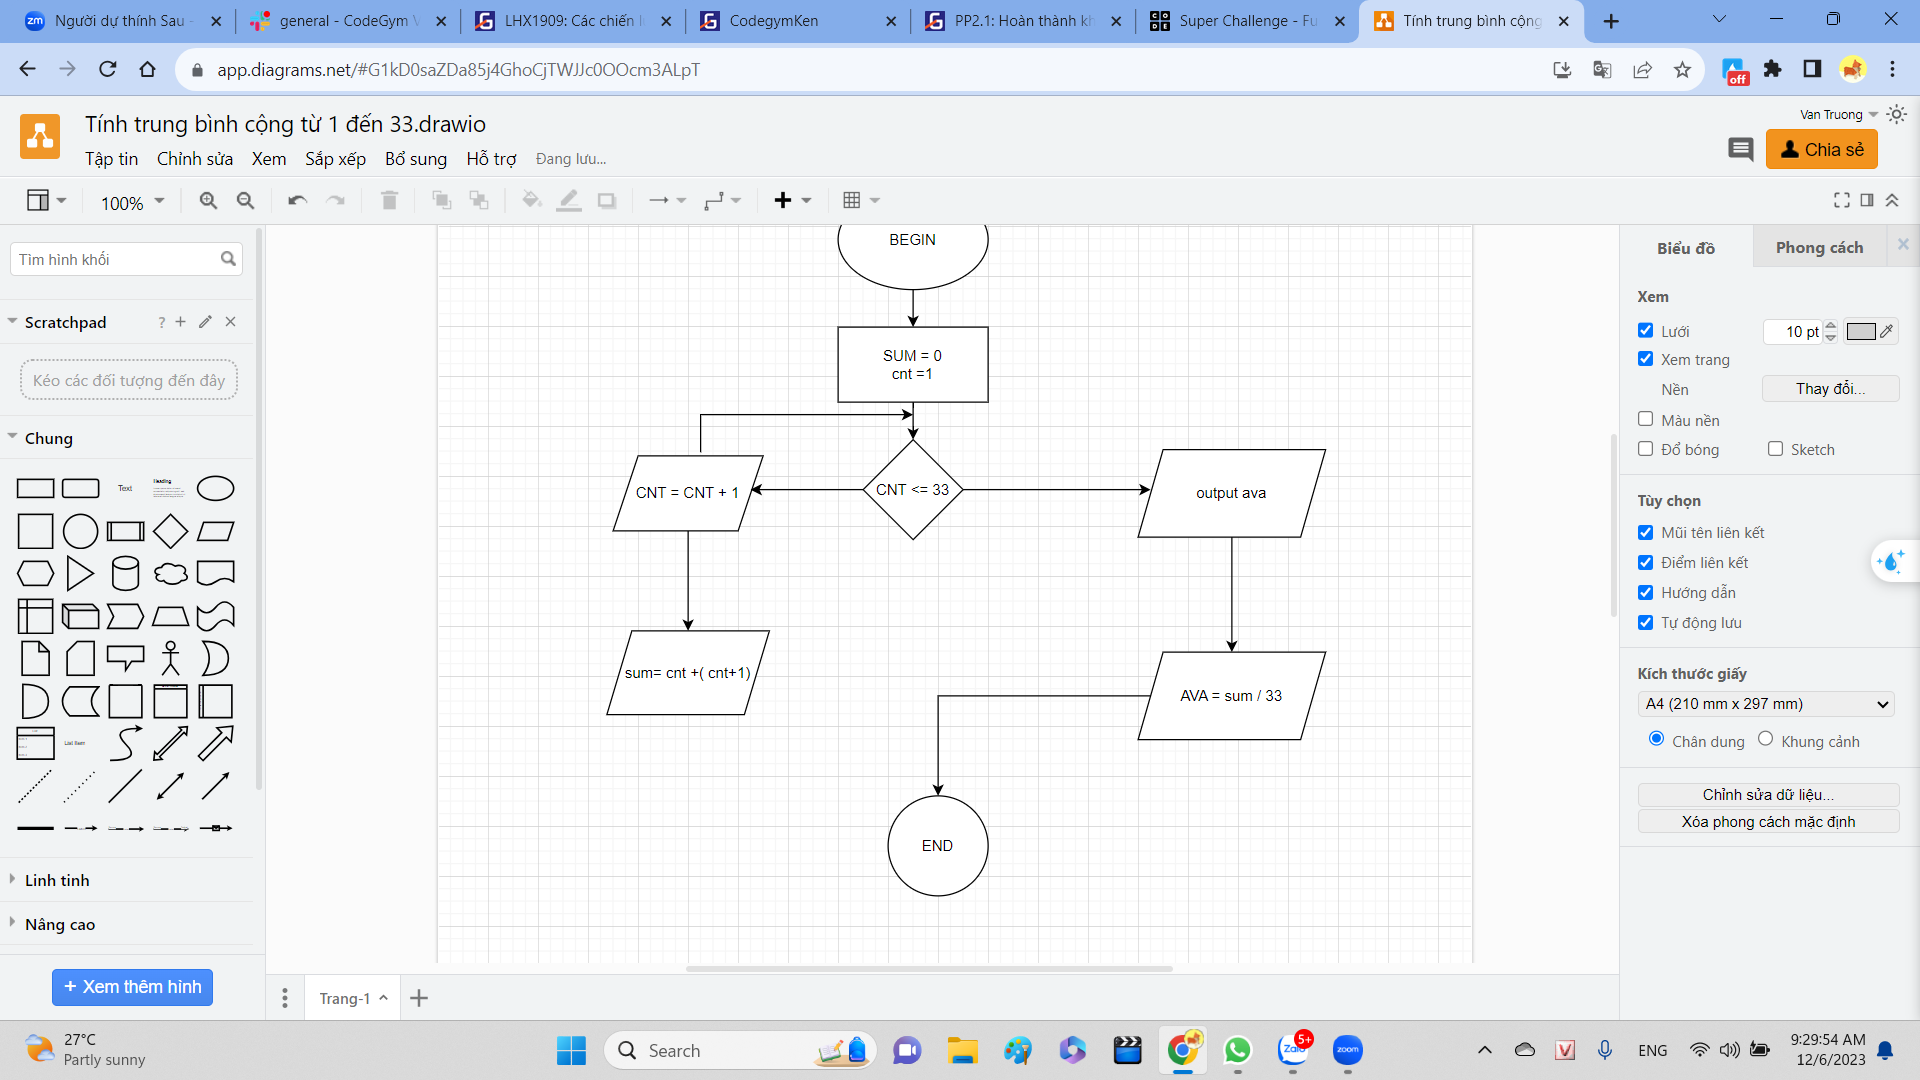 Người dự thính Sau -
general - CodeGym V
LHX1909: Các chiến l
CodegymKen
PP2.1: Hoàn thành kh
Super Challenge - Fu
Tính trung bình cộng
app.diagrams.net/#G1kD0saZDa85j4GhoCjTWJJc0OOcm3ALpT
off
Tính trung bình cộng từ 1 đến 33.drawio
Van Truong
Tập tin
Chỉnh sửa
Xem
Sắp xếp
Bổ sung
Hỗ trợ
Đang lưu...
Chia sẻ
100%
Tìm hình khối
Scratchpad
?
Kéo các đối tượng đến đây
Chung
Text
Heading
List Item
Linh tinh
Nâng cao
+ Xem thêm hình
BEGIN
SUM = 0
cnt =1
CNT = CNT + 1
CNT <= 33
output ava
sum= cnt +( cnt+1)
AVA = sum / 33
END
Trang-1
Biểu đồ
Phong cách
Xem
Lưới
10 pt
Xem trang
Nền
Thay đổi...
Màu nền
Đổ bóng
Sketch
Tùy chọn
Mũi tên liên kết
Điểm liên kết
Hướng dẫn
Tự động lưu
Kích thước giấy
A4 (210 mm x 297 mm)
Chân dung
Khung cảnh
Chỉnh sửa dữ liệu...
Xóa phong cách mặc định
27°C
Partly sunny
Search
Zalo
5+
zoom
ENG
9:29:54 AM
12/6/2023